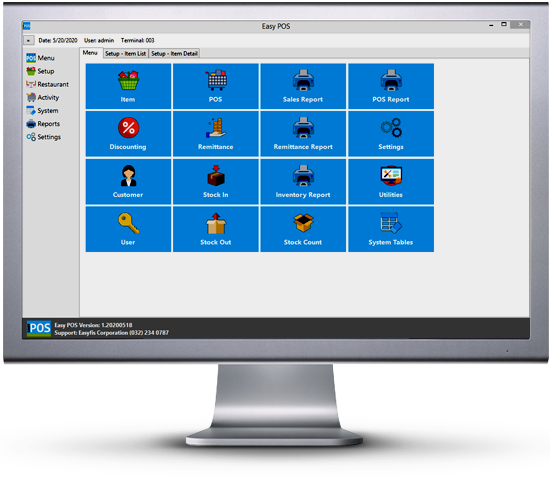 Easy POS
Date: 5/20/2020 User: admin Terminal: 003
Menu Setup - Item List Setup - Item Detail
POS Menu
Setup
Restaurant
Activity
System
Reports
Settings
Item POS Sales Report POS Report
Discounting Remittance Remittance Report Settings
Customer Stock In Inventory Report Utilities
User Stock Out Stock Count System Tables
POS Easy POS Version: 1.20200518
Support: Easyfis Corporation (032) 234 0787